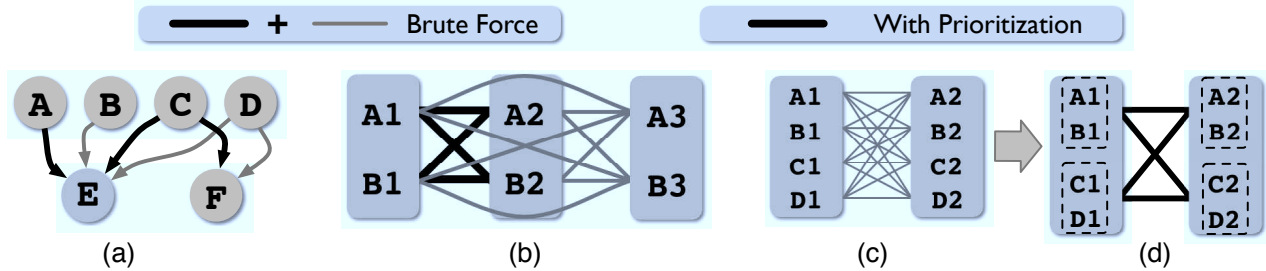 + Brute Force
With Prioritization
A B C D
E F
(a)
A1 A2 A3
B1 B2 B3
(b)
A1 A2
B1 B2
C1 C2
D1 D2
(c)
A1 A2
B1 B2
C1 C2
D1 D2
(d)